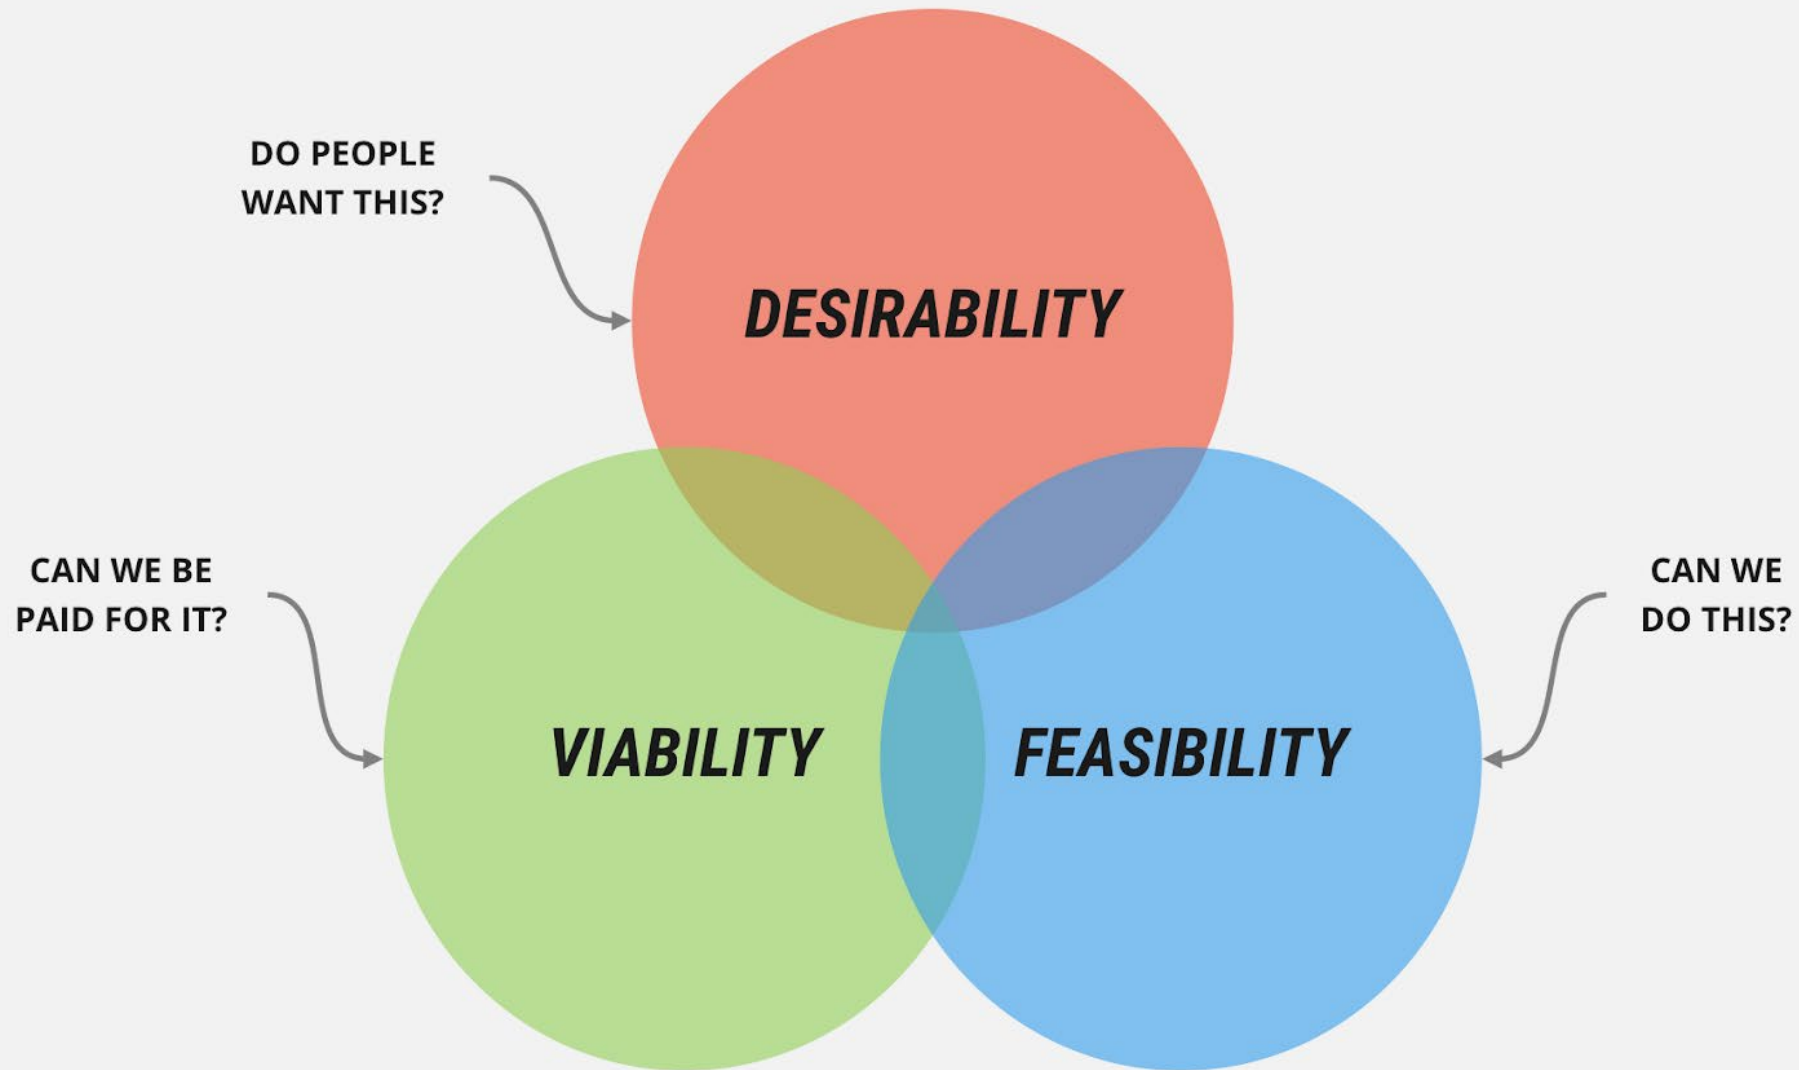 DO PEOPLE
WANT THIS?
DESIRABILITY
CAN WE BE
PAID FOR IT?
CAN WE
DO THIS?
VIABILITY
FEASIBILITY